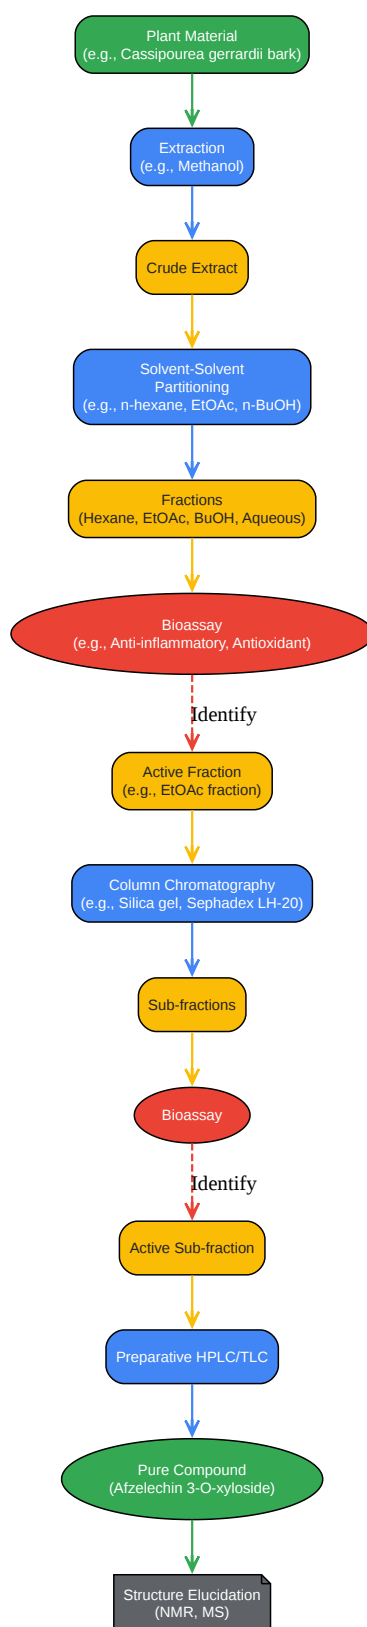 Plant Material
(e.g., Cassipourea gerrardii bark)
Extraction
(e.g., Methanol)
Crude Extract
Solvent-Solvent
Partitioning
(e.g., n-hexane, EtOAc, n-BuOH)
Fractions
(Hexane, EtOAc, BuOH, Aqueous)
Bioassay
(e.g., Anti-inflammatory, Antioxidant)
Identify
Active Fraction
(e.g., EtOAc fraction)
Column Chromatography
(e.g., Silica gel, Sephadex LH-20)
Sub-fractions
Bioassay
Identify
Active Sub-fraction
Preparative HPLC/TLC
Pure Compound
(Afzelechin 3-O-xyloside)
Structure Elucidation
(NMR, MS)